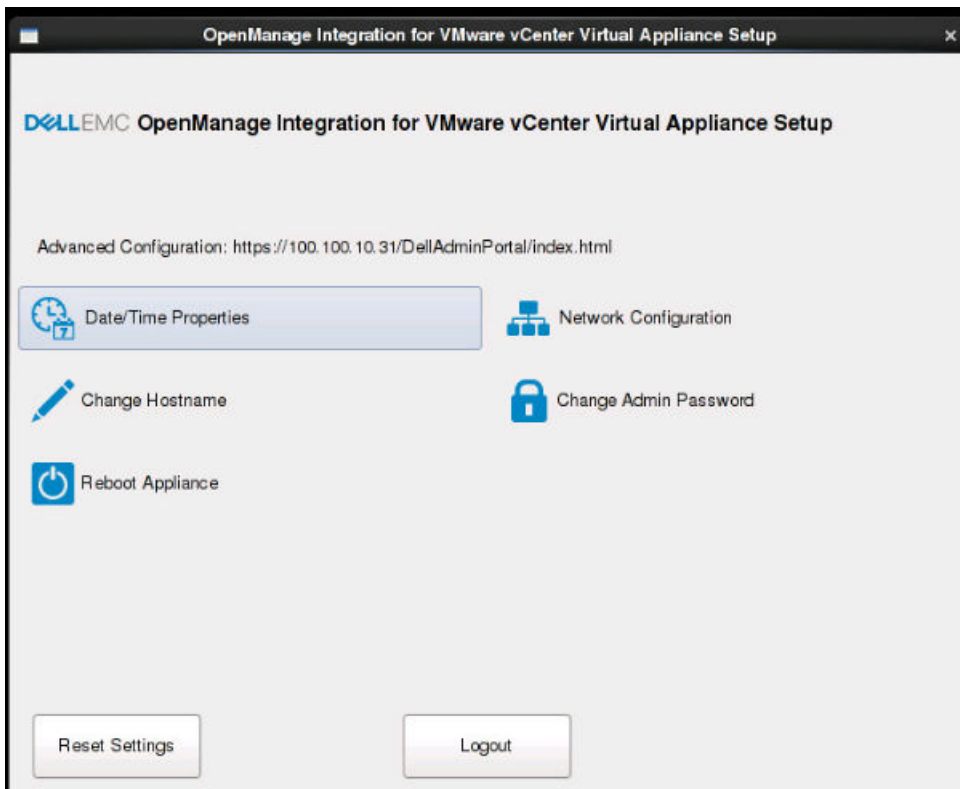 OpenManage Integration for VMware vCenter Virtual Appliance Setup
DELLEMC OpenManage Integration for VMware vCenter Virtual Appliance Setup
Advanced Configuration: https://100.100.10.31/DellAdminPortal/index.html
Date/Time Properties
Network Configuration
Change Hostname
Change Admin Password
Reboot Appliance
Reset Settings
Logout